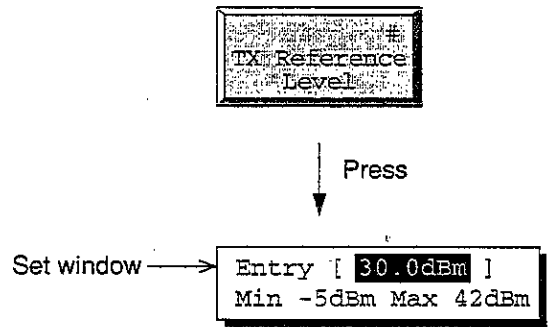 #
TX Reference
Level
Press
Set window
Entry [ 30.0dBm ]
Min -5dBm Max 42dBm